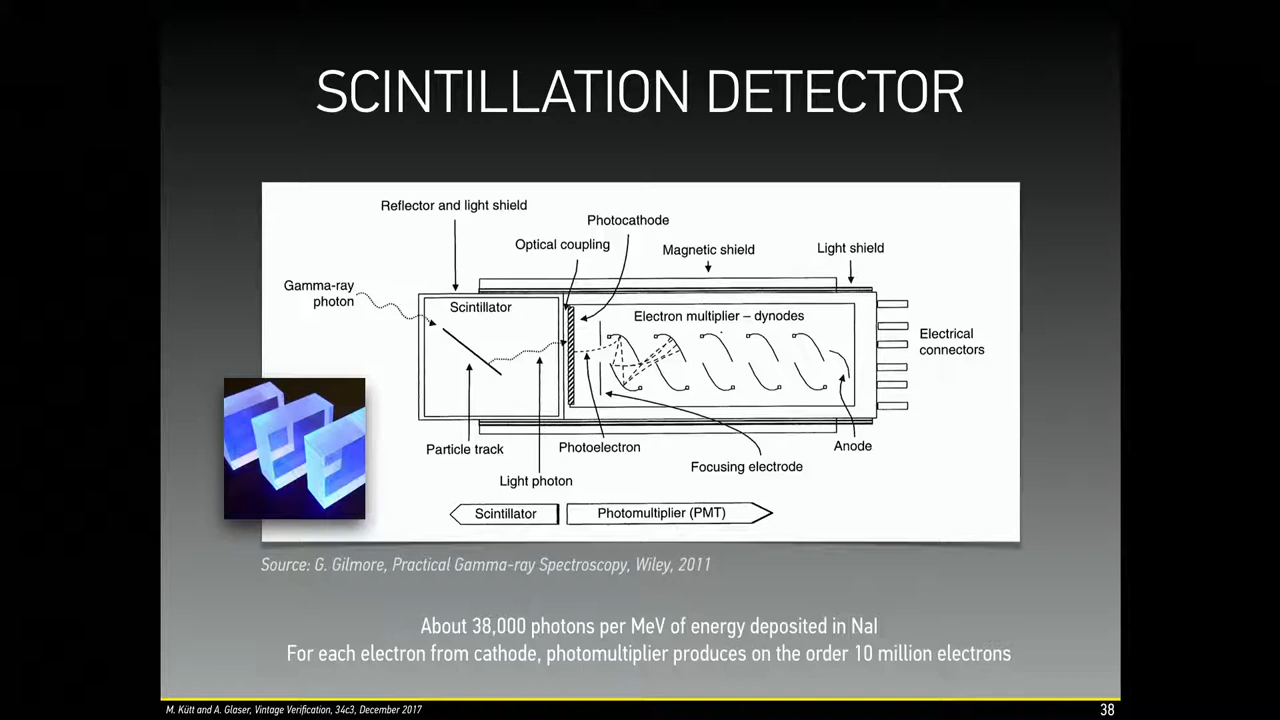 SCINTILLATION DETECTOR
Reflector and light shield
Photocathode
Optical coupling
Magnetic shield
Light shield
Gamma-ray
photon
Scintillator
Electron multiplier – dynodes
Electrical
connectors
Particle track
Photoelectron
Anode
Focusing electrode
Light photon
Scintillator
Photomultiplier (PMT)
Source: G. Gilmore, Practical Gamma-ray Spectroscopy, Wiley, 2011
About 38,000 photons per MeV of energy deposited in NaI
For each electron from cathode, photomultiplier produces on the order 10 million electrons
M. Kütt and A. Glaser, Vintage Verification, 34c3, December 2017
38